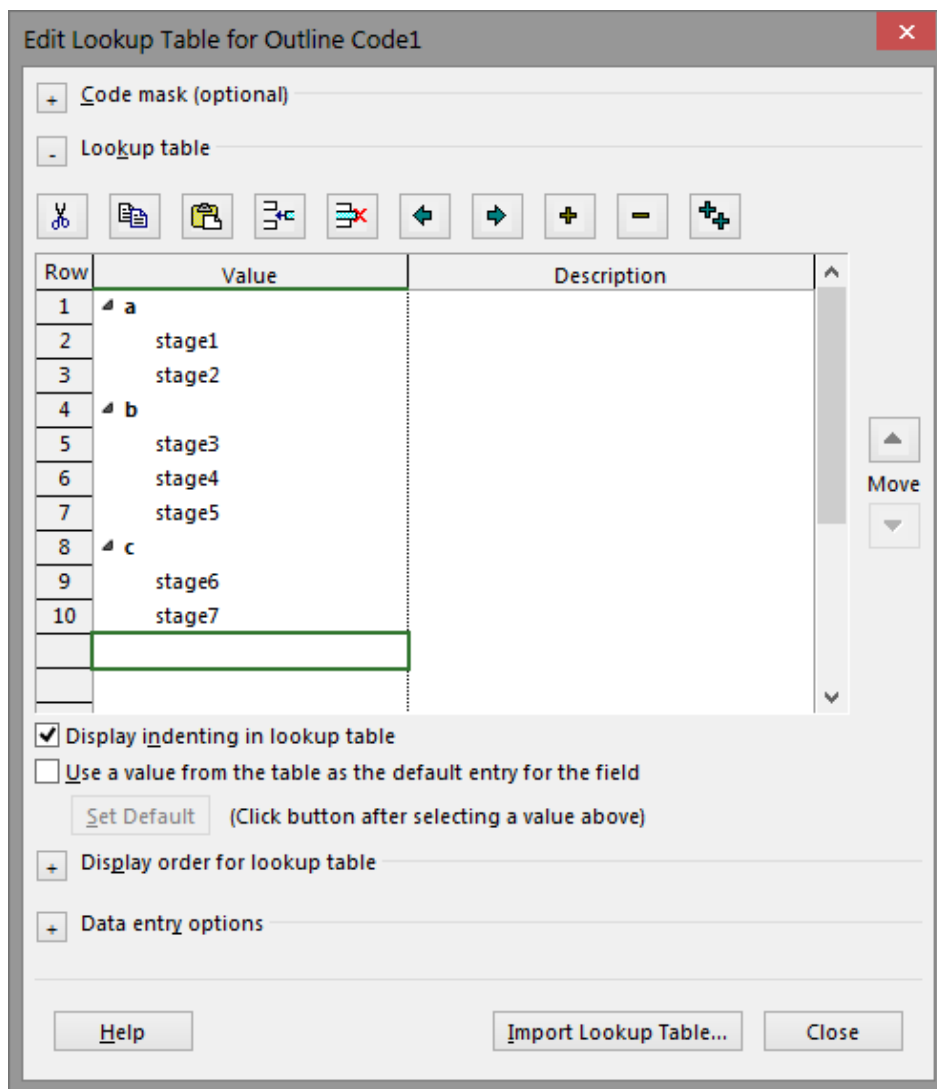 Edit Lookup Table for Outline Code1
+ Code mask (optional)
- Lookup table
Row Value Description
1 a
2 stage1
3 stage2
4 b
5 stage3
6 stage4
7 stage5
8 c
9 stage6
10 stage7
Move
Display indenting in lookup table
Use a value from the table as the default entry for the field
Set Default (Click button after selecting a value above)
+ Display order for lookup table
+ Data entry options
Help Import Lookup Table... Close